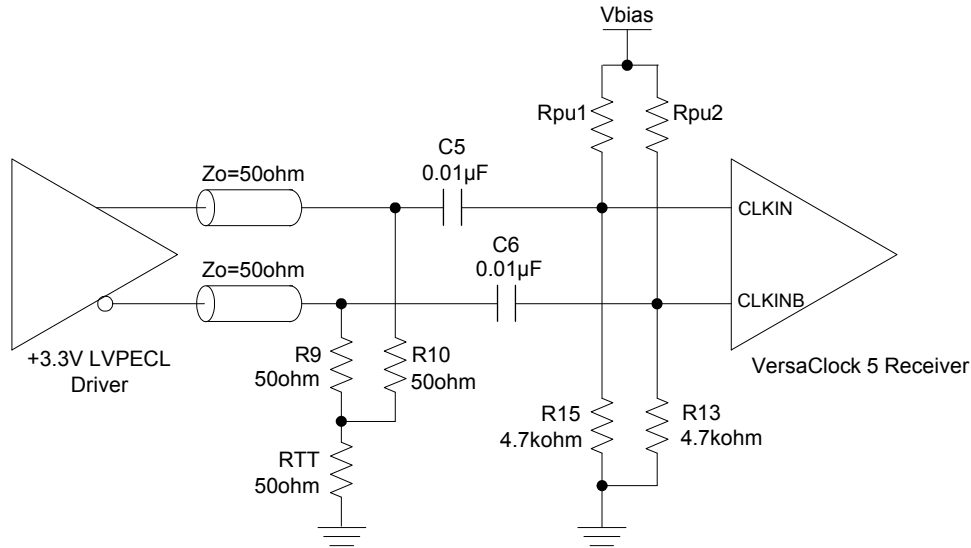 Vbias
Rpu1
Rpu2
C5
0.01µF
Zo=50ohm
CLKIN
C6
0.01µF
Zo=50ohm
CLKINB
+3.3V LVPECL
Driver
R9
50ohm
R10
50ohm
VersaClock 5 Receiver
R15
4.7kohm
R13
4.7kohm
RTT
50ohm